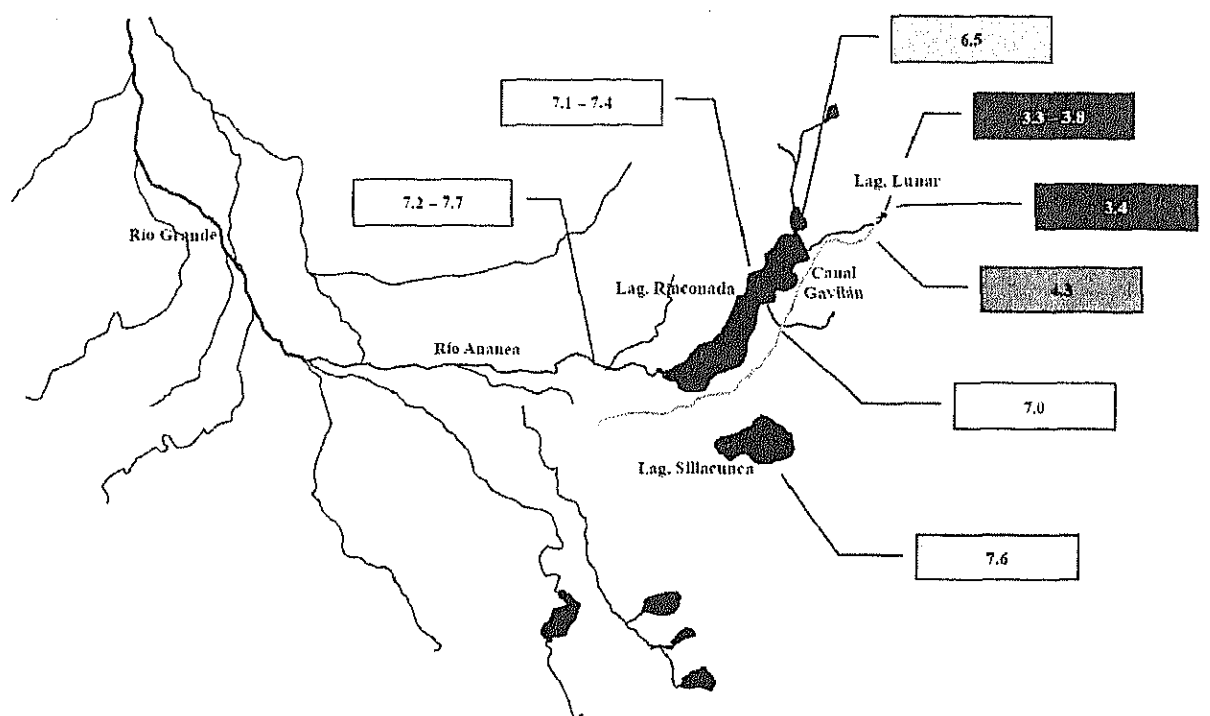 6.5
7.1 – 7.4
3.3 – 3.8
Lag. Lunar
7.2 – 7.7
3.4
Río Grande
Lag. Rinconada
Canal
Gavilán
4.3
Río Ananea
7.0
Lag. Sillacunca
7.6